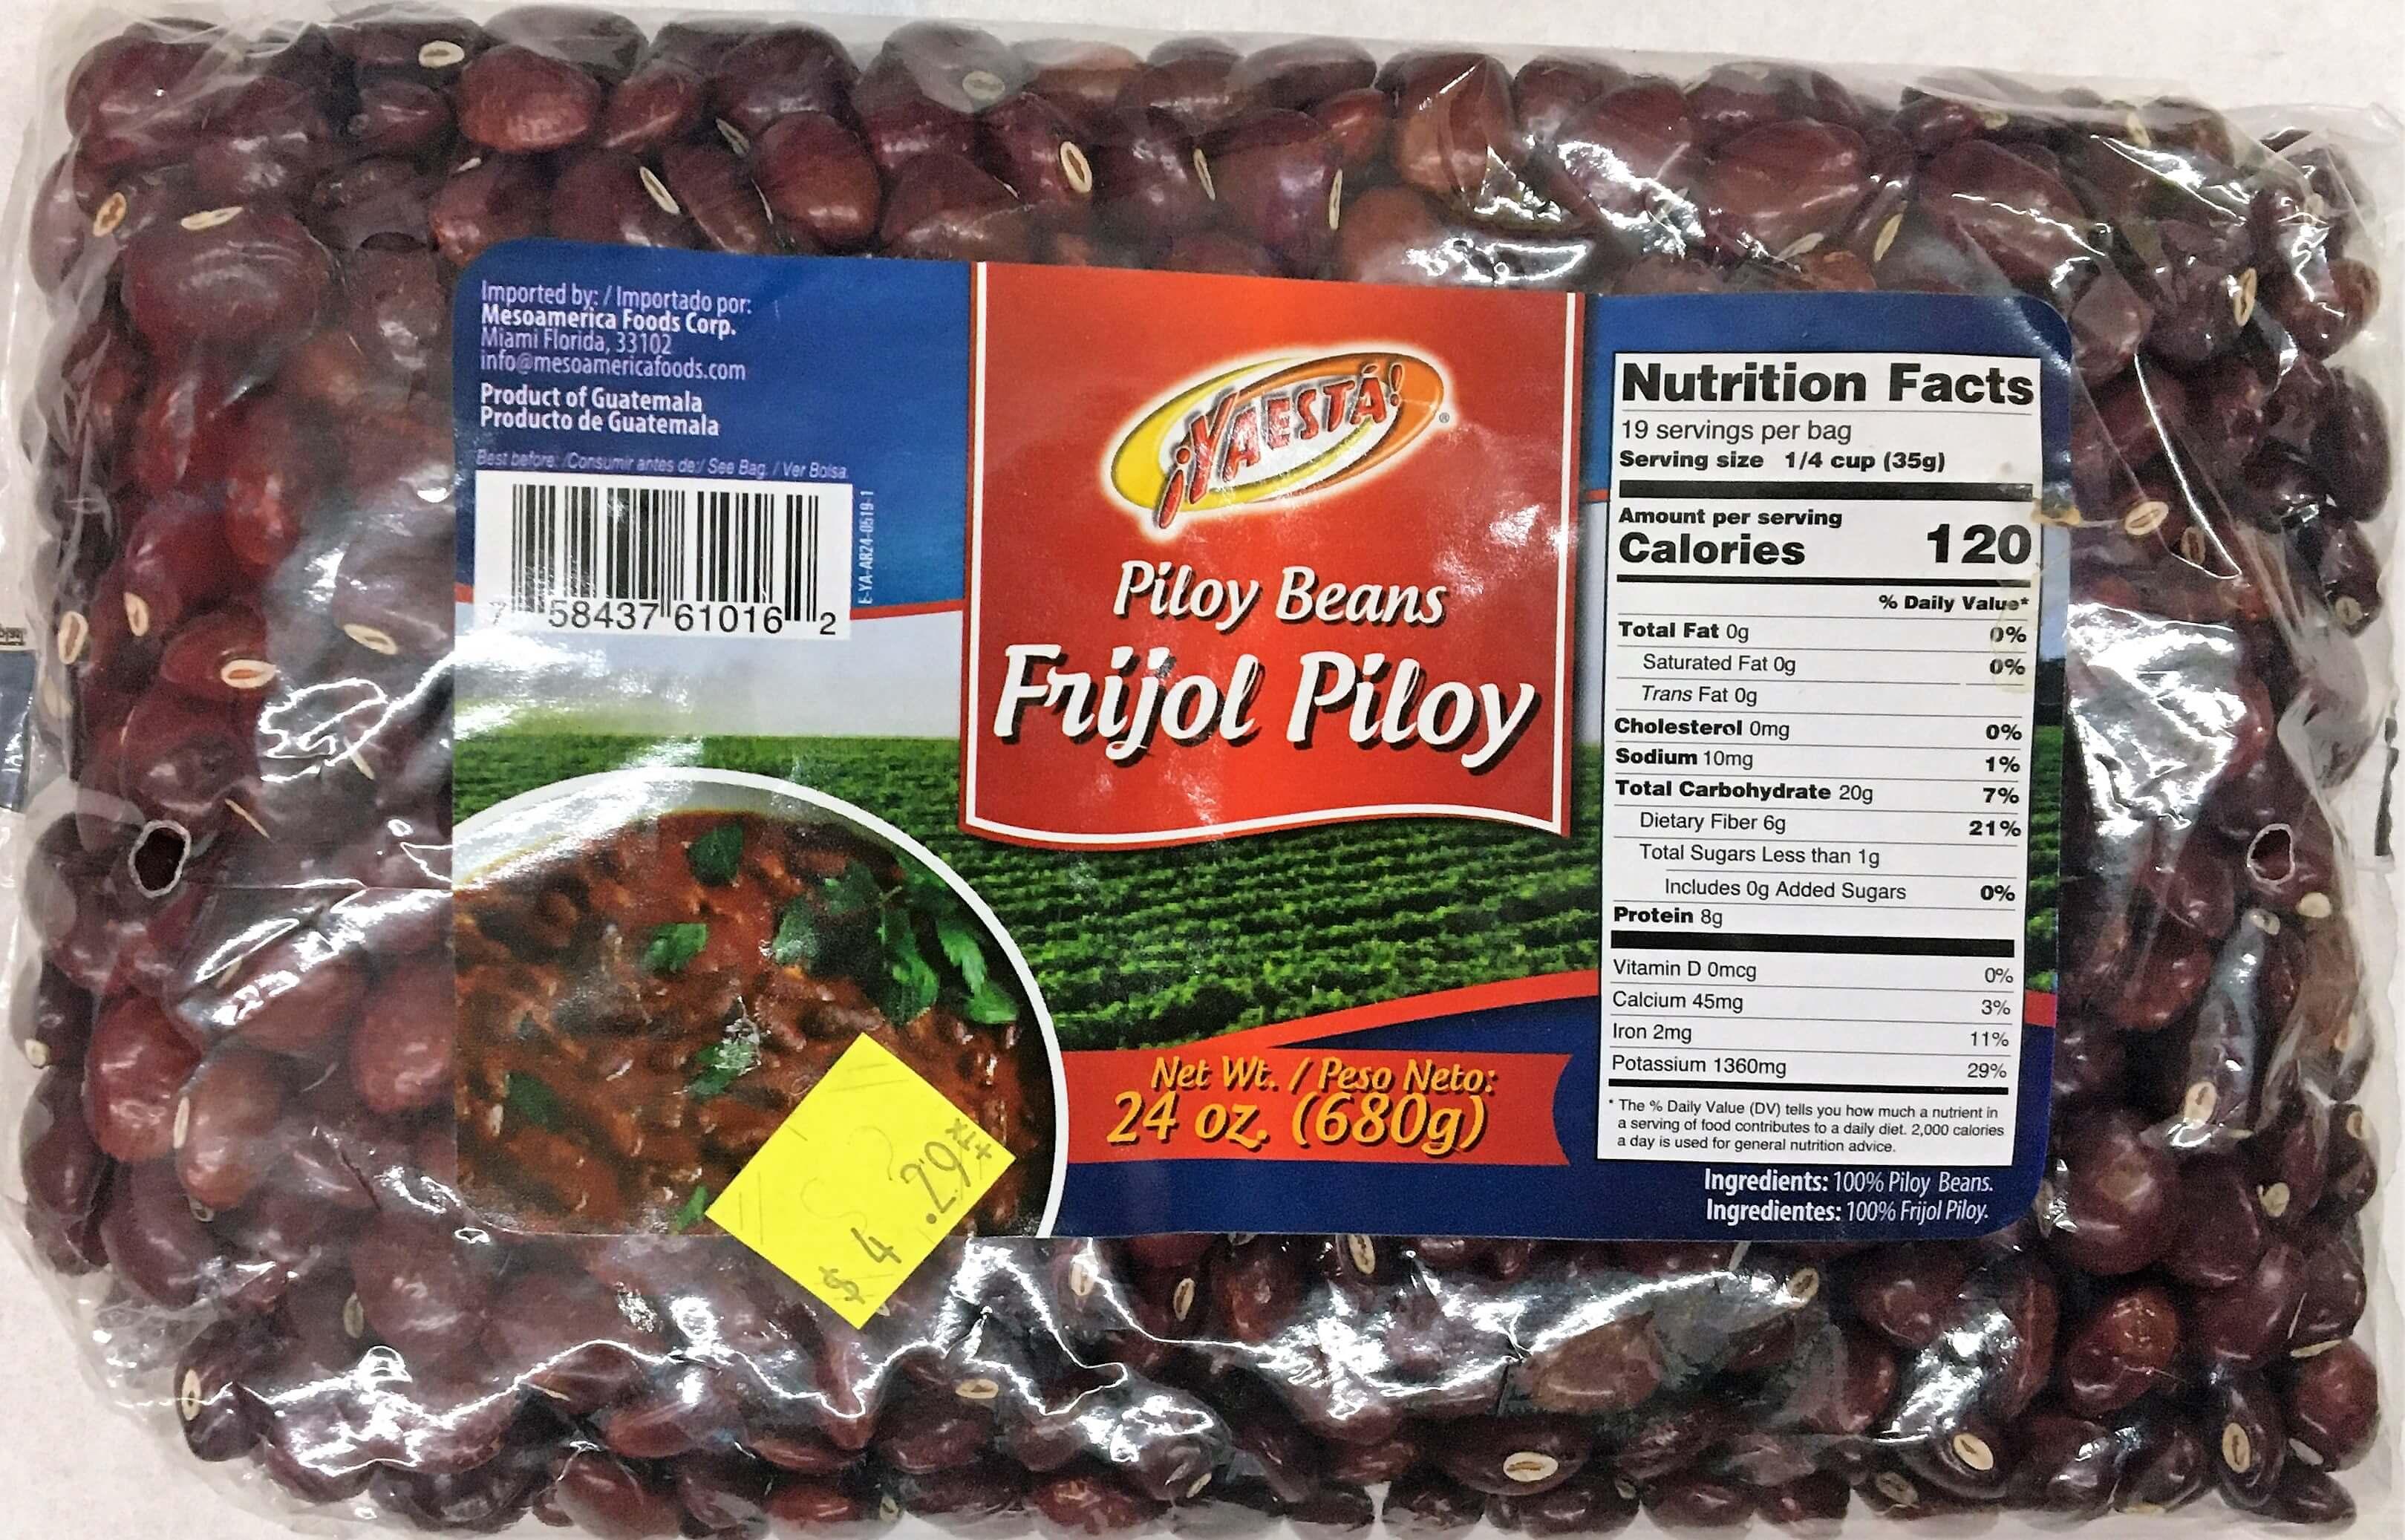 Imported by: / Importado por:
Mesoamerica Foods Corp.
Miami Florida, 33102
info@mesoamericafoods.com
Product of Guatemala
Producto de Guatemala
Best before: /Consumir antes de:/ See Bag. / Ver Bolsa.
E-YA-AR24-0519-1
7 58437 61016 2
¡YAESTÁ!®
Piloy Beans
Frijol Piloy
Net Wt. / Peso Neto:
24 oz. (680g)
$ 4.29
Nutrition Facts
19 servings per bag
Serving size 1/4 cup (35g)
Amount per serving
Calories 120
% Daily Value*
Total Fat 0g 0%
Saturated Fat 0g 0%
Trans Fat 0g
Cholesterol 0mg 0%
Sodium 10mg 1%
Total Carbohydrate 20g 7%
Dietary Fiber 6g 21%
Total Sugars Less than 1g
Includes 0g Added Sugars 0%
Protein 8g
Vitamin D 0mcg 0%
Calcium 45mg 3%
Iron 2mg 11%
Potassium 1360mg 29%
* The % Daily Value (DV) tells you how much a nutrient in
a serving of food contributes to a daily diet. 2,000 calories
a day is used for general nutrition advice.
Ingredients: 100% Piloy Beans.
Ingredientes: 100% Frijol Piloy.